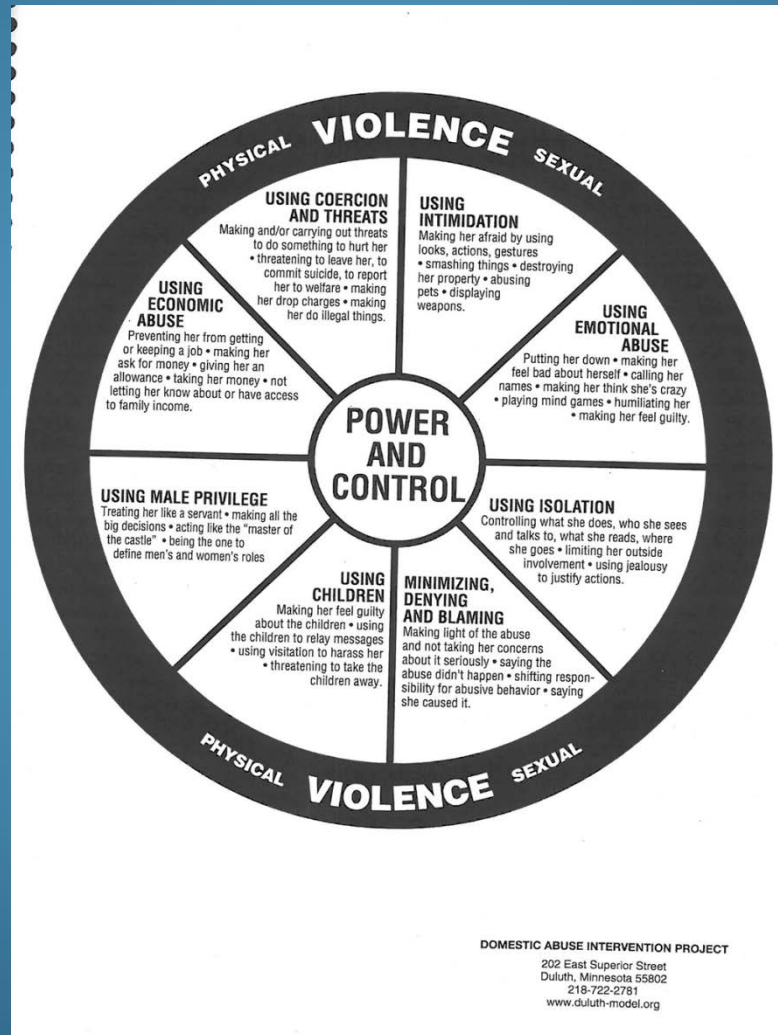 PHYSICAL VIOLENCE SEXUAL
USING COERCION
AND THREATS
Making and/or carrying out threats
to do something to hurt her
• threatening to leave her, to
commit suicide, to report
her to welfare • making
her drop charges • making
her do illegal things.
USING
INTIMIDATION
Making her afraid by using
looks, actions, gestures
• smashing things • destroying
her property • abusing
pets • displaying
weapons.
USING
ECONOMIC
ABUSE
Preventing her from getting
or keeping a job • making her
ask for money • giving her an
allowance • taking her money • not
letting her know about or have access
to family income.
USING
EMOTIONAL
ABUSE
Putting her down • making her
feel bad about herself • calling her
names • making her think she's crazy
• playing mind games • humiliating her
• making her feel guilty.
POWER
AND
CONTROL
USING MALE PRIVILEGE
Treating her like a servant • making all the
big decisions • acting like the "master of
the castle" • being the one to
define men's and women's roles
USING ISOLATION
Controlling what she does, who she sees
and talks to, what she reads, where
she goes • limiting her outside
involvement • using jealousy
to justify actions.
USING
CHILDREN
Making her feel guilty
about the children • using
the children to relay messages
• using visitation to harass her
• threatening to take the
children away.
MINIMIZING,
DENYING
AND BLAMING
Making light of the abuse
and not taking her concerns
about it seriously • saying the
abuse didn't happen • shifting respon-
sibility for abusive behavior • saying
she caused it.
PHYSICAL VIOLENCE SEXUAL
DOMESTIC ABUSE INTERVENTION PROJECT
202 East Superior Street
Duluth, Minnesota 55802
218-722-2781
www.duluth-model.org